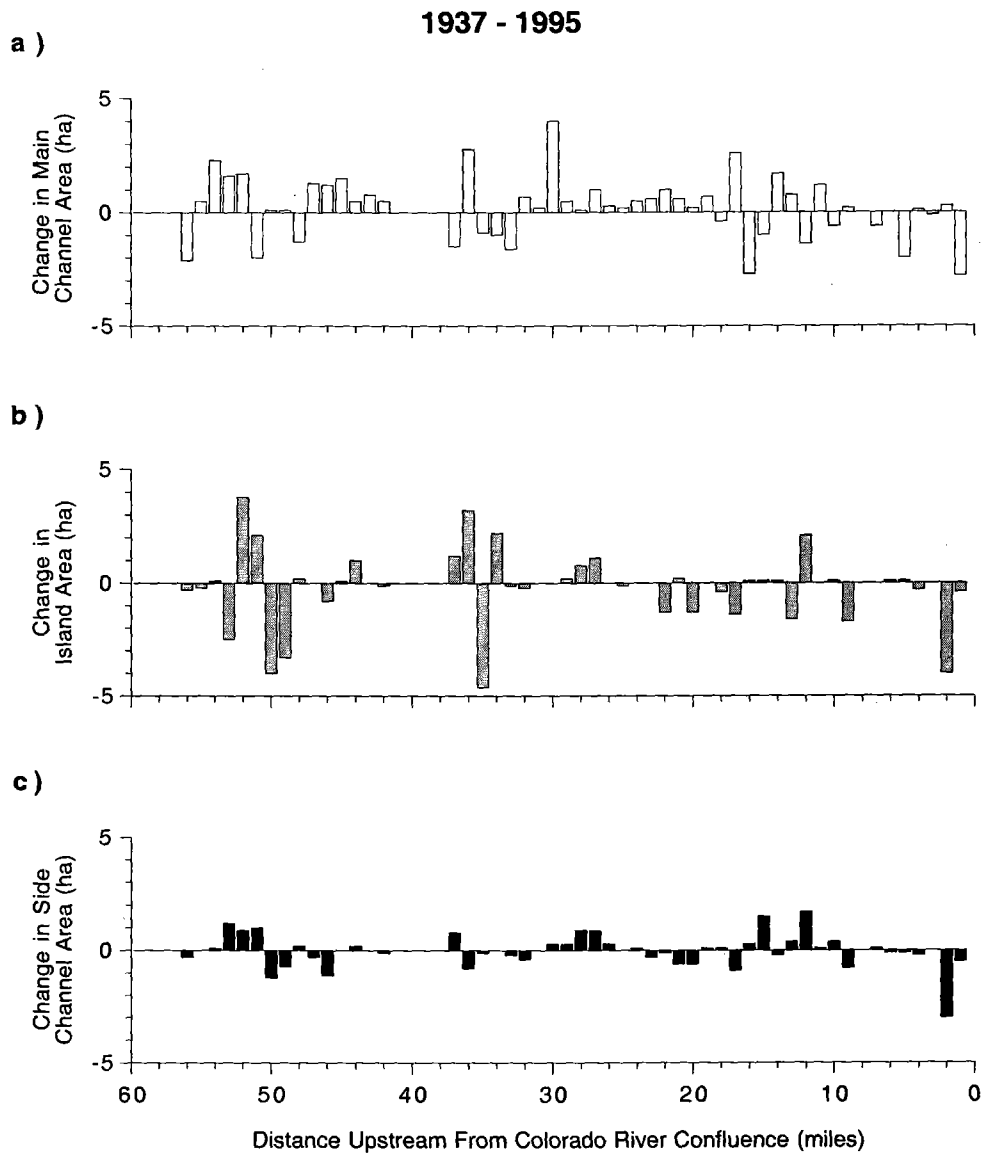 1937 - 1995
a )
Change in Main
Channel Area (ha)
5
0
-5
b )
Change in
Island Area (ha)
5
0
-5
c )
Change in Side
Channel Area (ha)
5
0
-5
60 50 40 30 20 10 0
Distance Upstream From Colorado River Confluence (miles)